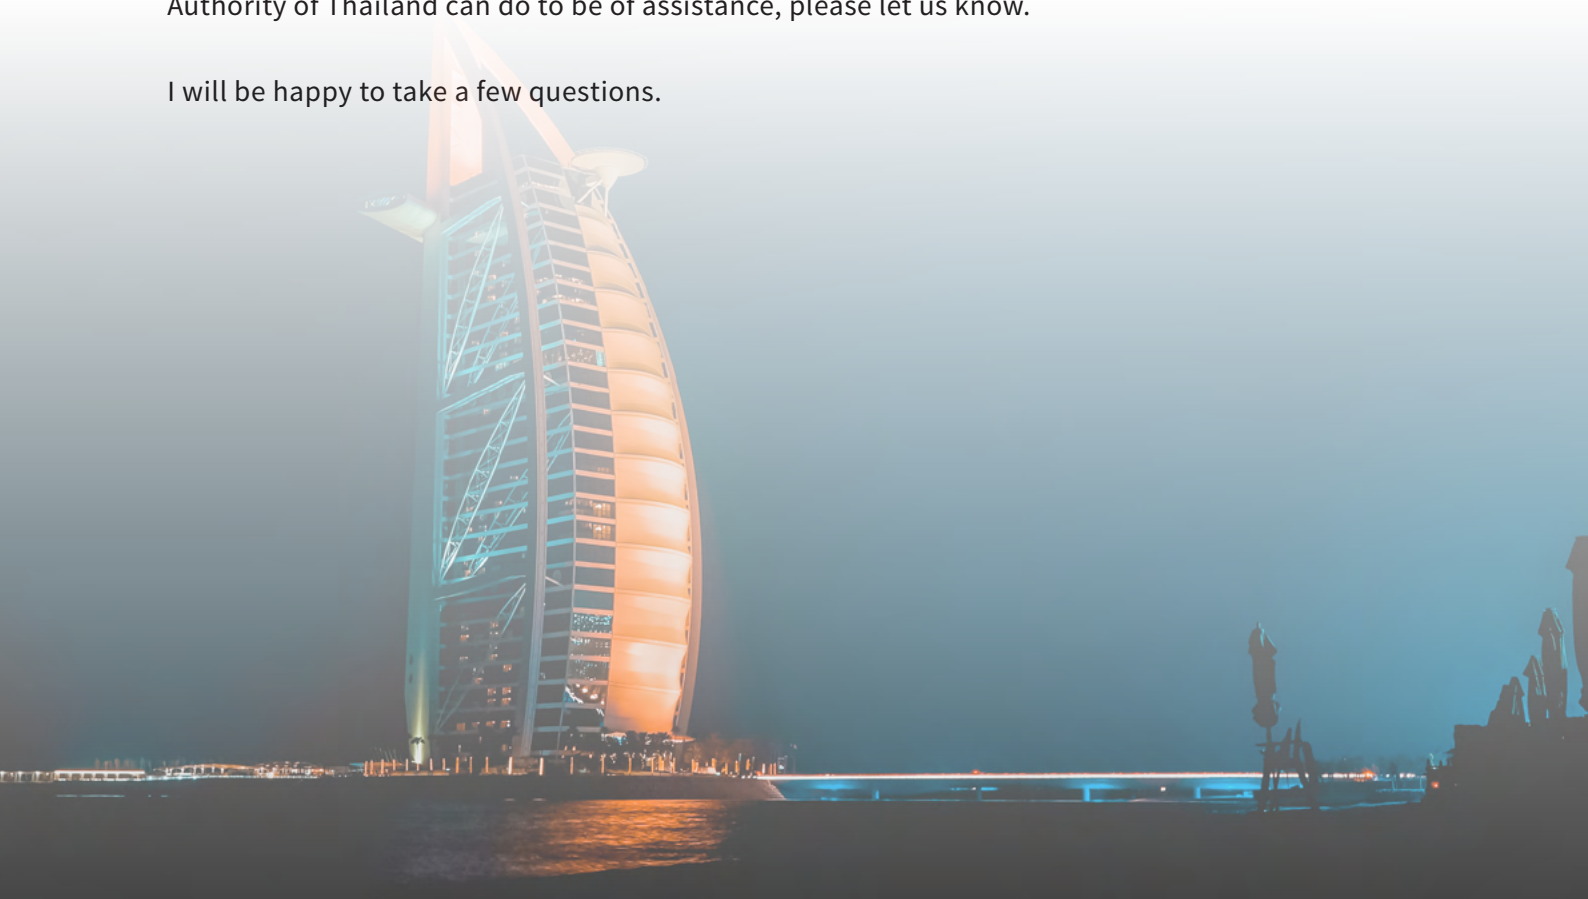 Authority of Thailand can do to be of assistance, please let us know.
I will be happy to take a few questions.